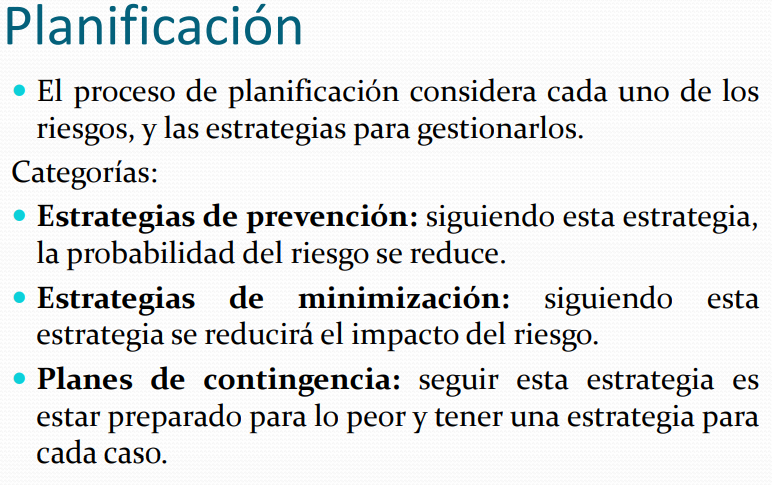 Planificación
• El proceso de planificación considera cada uno de los
riesgos, y las estrategias para gestionarlos.
Categorías:
• Estrategias de prevención: siguiendo esta estrategia,
la probabilidad del riesgo se reduce.
• Estrategias de minimización: siguiendo esta
estrategia se reducirá el impacto del riesgo.
• Planes de contingencia: seguir esta estrategia es
estar preparado para lo peor y tener una estrategia para
cada caso.